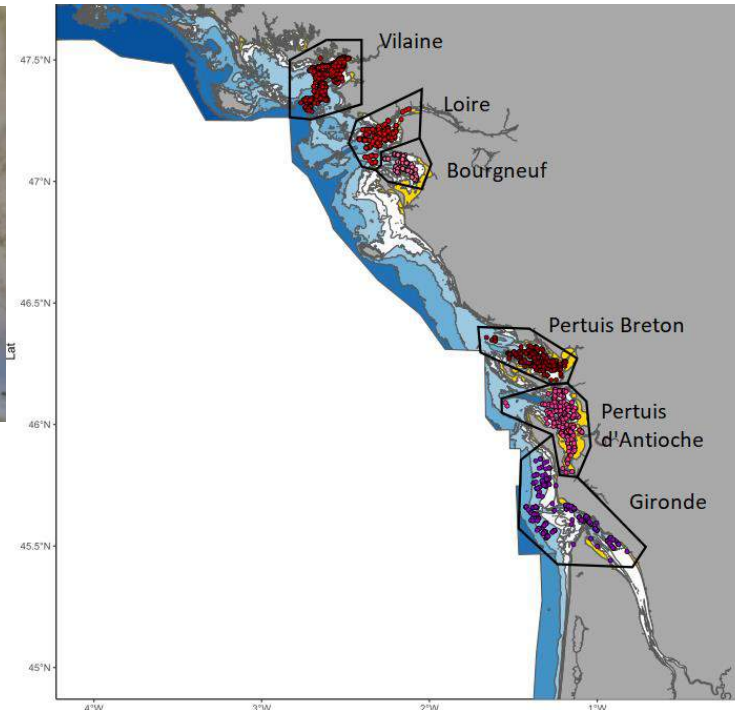 47.5°N
Vilaine
Loire
47°N
Bourgneuf
46.5°N
Pertuis Breton
Lat
46°N
Pertuis
d'Antioche
Gironde
45.5°N
45°N
4°W
3°W
2°W
1°W